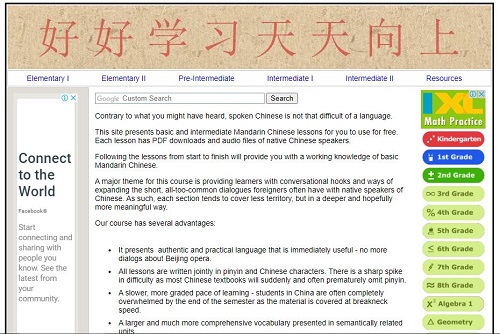 好好学习天天向上
Elementary I Elementary II Pre-Intermediate Intermediate I Intermediate II Resources
Connect
to the
World
Facebook®
Start
connecting and
sharing with
people you
know. See the
latest from
your
community.
Google Custom Search Search
Contrary to what you might have heard, spoken Chinese is not that difficult of a language.
This site presents basic and intermediate Mandarin Chinese lessons for you to use for free.
Each lesson has PDF downloads and audio files of native Chinese speakers.
Following the lessons from start to finish will provide you with a working knowledge of basic
Mandarin Chinese.
A major theme for this course is providing learners with conversational hooks and ways of
expanding the short, all-too-common dialogues foreigners often have with native speakers of
Chinese. As such, each section tends to cover less territory, but in a deeper and hopefully
more meaningful way.
Our course has several advantages:
• It presents authentic and practical language that is immediately useful - no more
dialogs about Beijing opera.
• All lessons are written jointly in pinyin and Chinese characters. There is a sharp spike
in difficulty as most Chinese textbooks will suddenly and often prematurely omit pinyin.
• A slower, more graded pace of learning - students in China are often completely
overwhelmed by the end of the semester as the material is covered at breakneck
speed.
• A larger and much more comprehensive vocabulary presented in semantically related
units.
IXL
Math Practice
Kindergarten
1st Grade
2nd Grade
3rd Grade
4th Grade
5th Grade
6th Grade
7th Grade
8th Grade
X² Algebra 1
Geometry